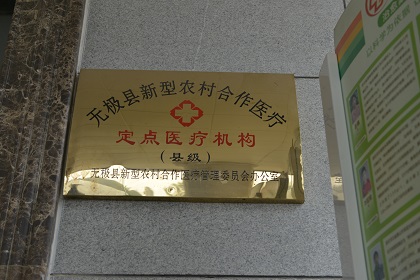 无极县新型农村合作医疗
定点医疗机构
（县级）
无极县新型农村合作医疗管理委员会办公室